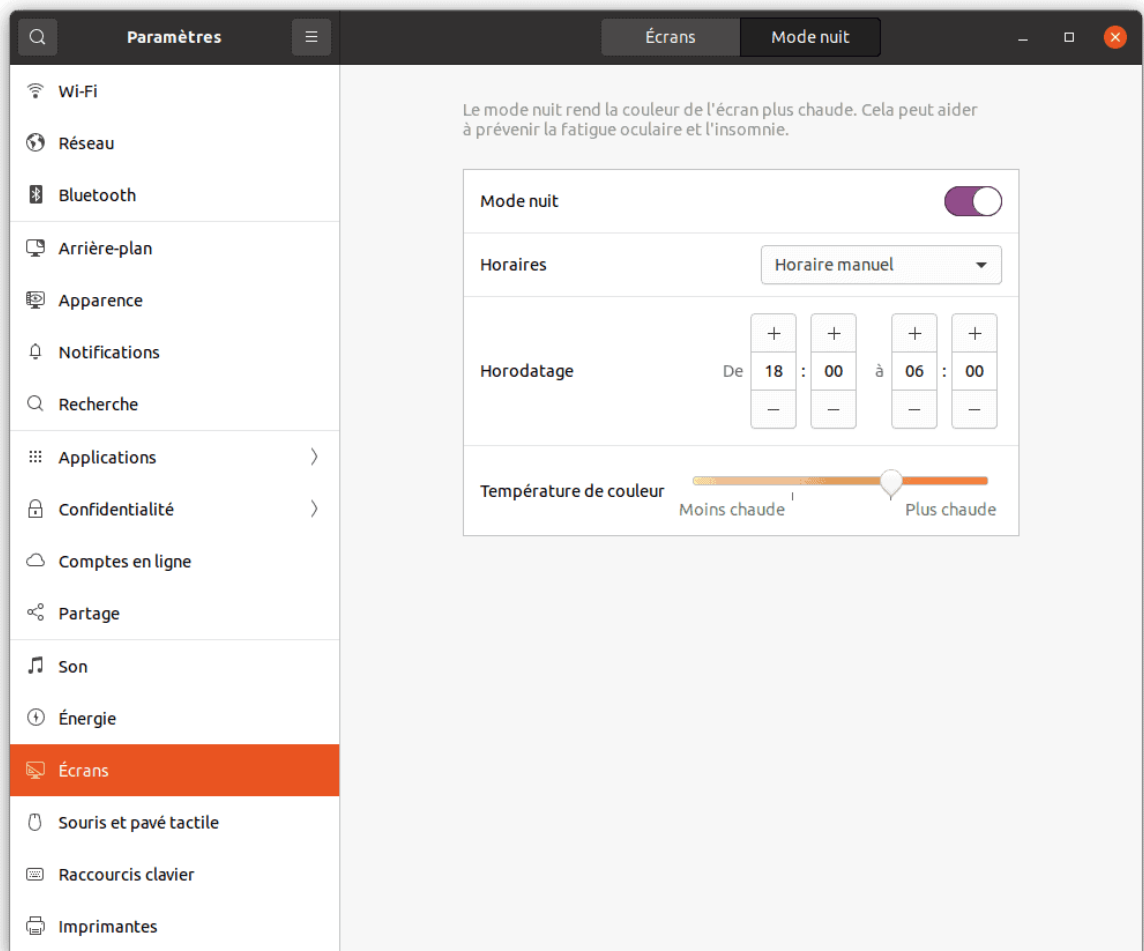 Paramètres
Écrans
Mode nuit
Wi-Fi
Réseau
Bluetooth
Arrière-plan
Apparence
Notifications
Recherche
Applications
Confidentialité
Comptes en ligne
Partage
Son
Énergie
Écrans
Souris et pavé tactile
Raccourcis clavier
Imprimantes
Le mode nuit rend la couleur de l'écran plus chaude. Cela peut aider
à prévenir la fatigue oculaire et l'insomnie.
Mode nuit
Horaires
Horaire manuel
+ + + +
Horodatage De 18 : 00 à 06 : 00
− − − −
Température de couleur
Moins chaude Plus chaude